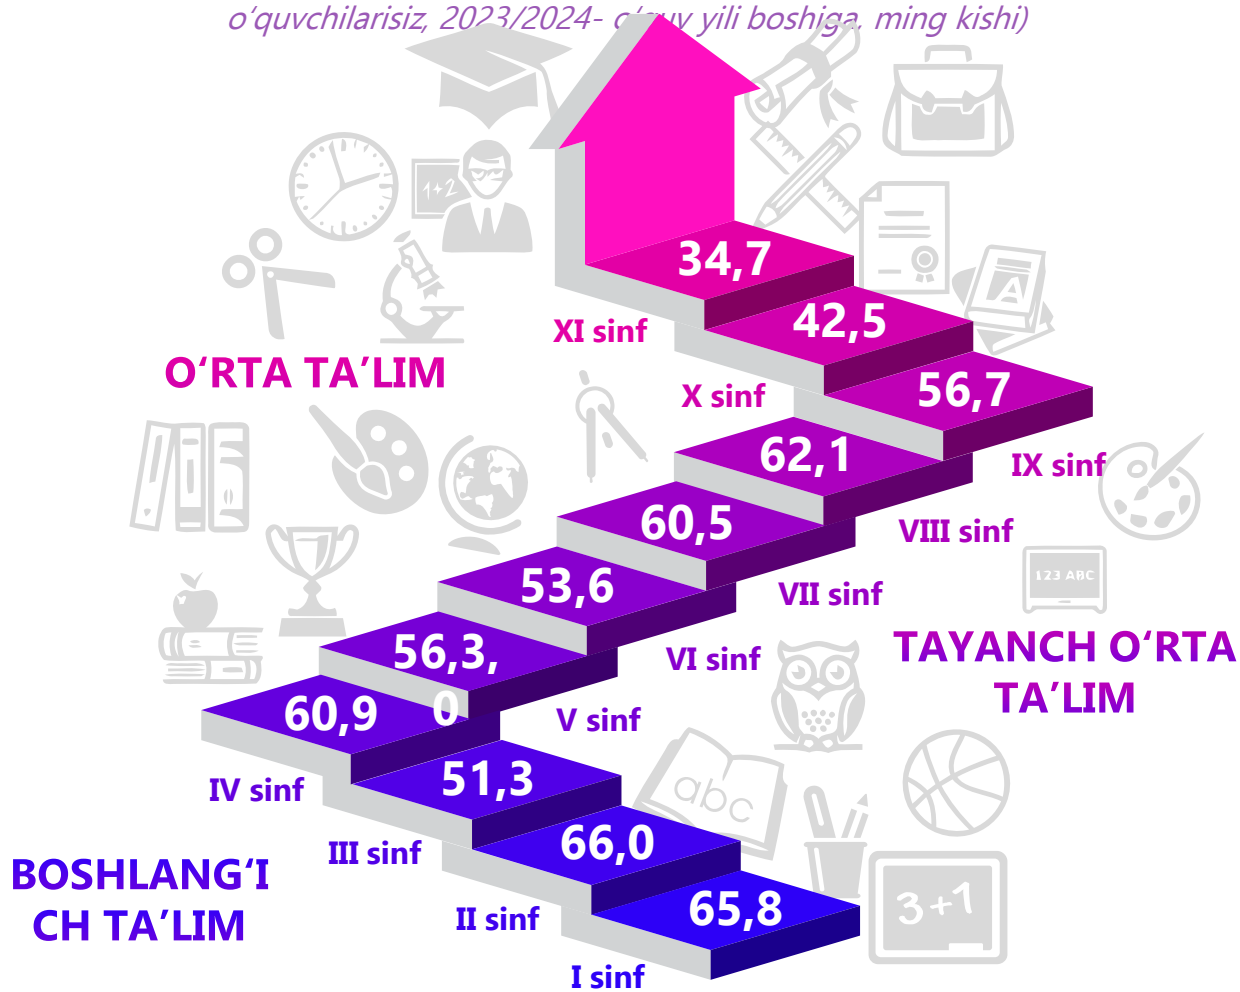 o‘quvchilarisiz, 2023/2024- o‘quv yili boshiga, ming kishi)
1+2
34,7
XI sinf
42,5
O‘RTA TA’LIM
X sinf
56,7
IX sinf
62,1
VIII sinf
60,5
123 ABC
VII sinf
53,6
TAYANCH O‘RTA
TA’LIM
VI sinf
56,3,
0
V sinf
60,9
IV sinf
51,3
abc
III sinf
66,0
BOSHLANG‘I
CH TA’LIM
II sinf
65,8
3+1
I sinf
A